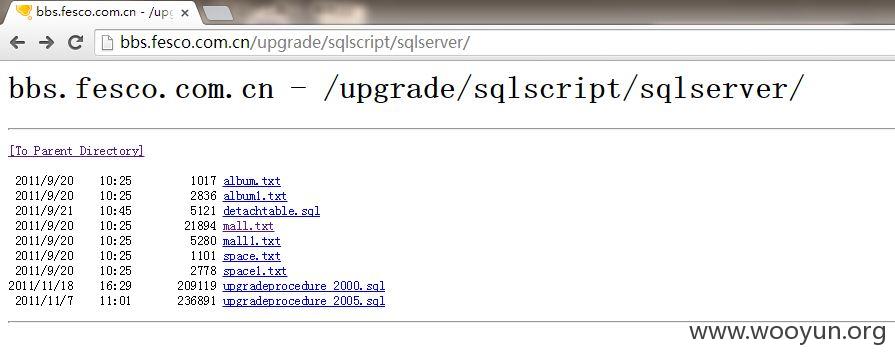 bbs.fesco.com.cn - /upg
bbs.fesco.com.cn/upgrade/sqlscript/sqlserver/
bbs.fesco.com.cn - /upgrade/sqlscript/sqlserver/
[To Parent Directory]
2011/9/20 10:25 1017 album.txt
2011/9/20 10:25 2836 album1.txt
2011/9/21 10:45 5121 detachtable.sql
2011/9/20 10:25 21894 mall.txt
2011/9/20 10:25 5280 mall1.txt
2011/9/20 10:25 1101 space.txt
2011/9/20 10:25 2778 space1.txt
2011/11/18 16:29 209119 upgradeprocedure_2000.sql
2011/11/7 11:01 236891 upgradeprocedure_2005.sql
www.wooyun.org